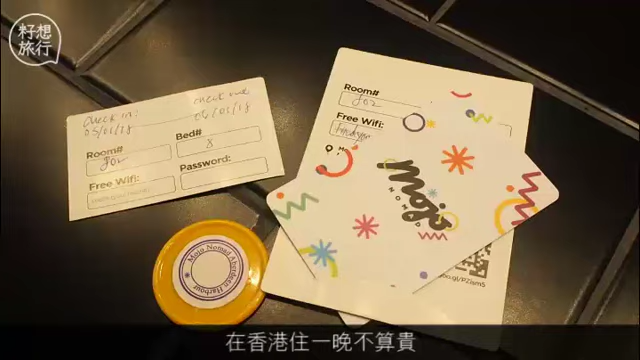 籽想
旅行
check in:
05/01/18
check out
06/01/18
Room#
Bed#
8
Free Wifi:
Password:
Room#
Free Wifi:
mojo
NOMAD
Mojo Nomad Aberdeen Harbour
在香港住一晚不算貴